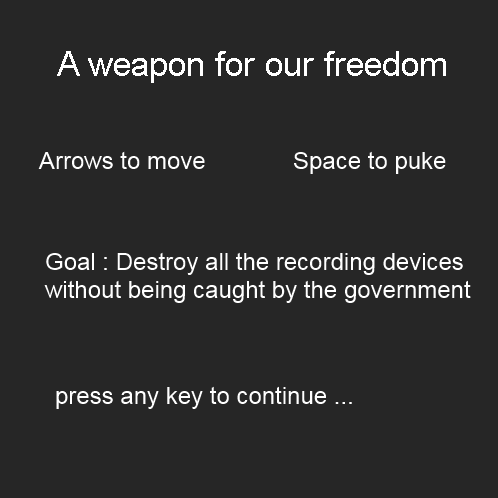 A weapon for our freedom
Arrows to move
Space to puke
Goal : Destroy all the recording devices
without being caught by the government
press any key to continue ...